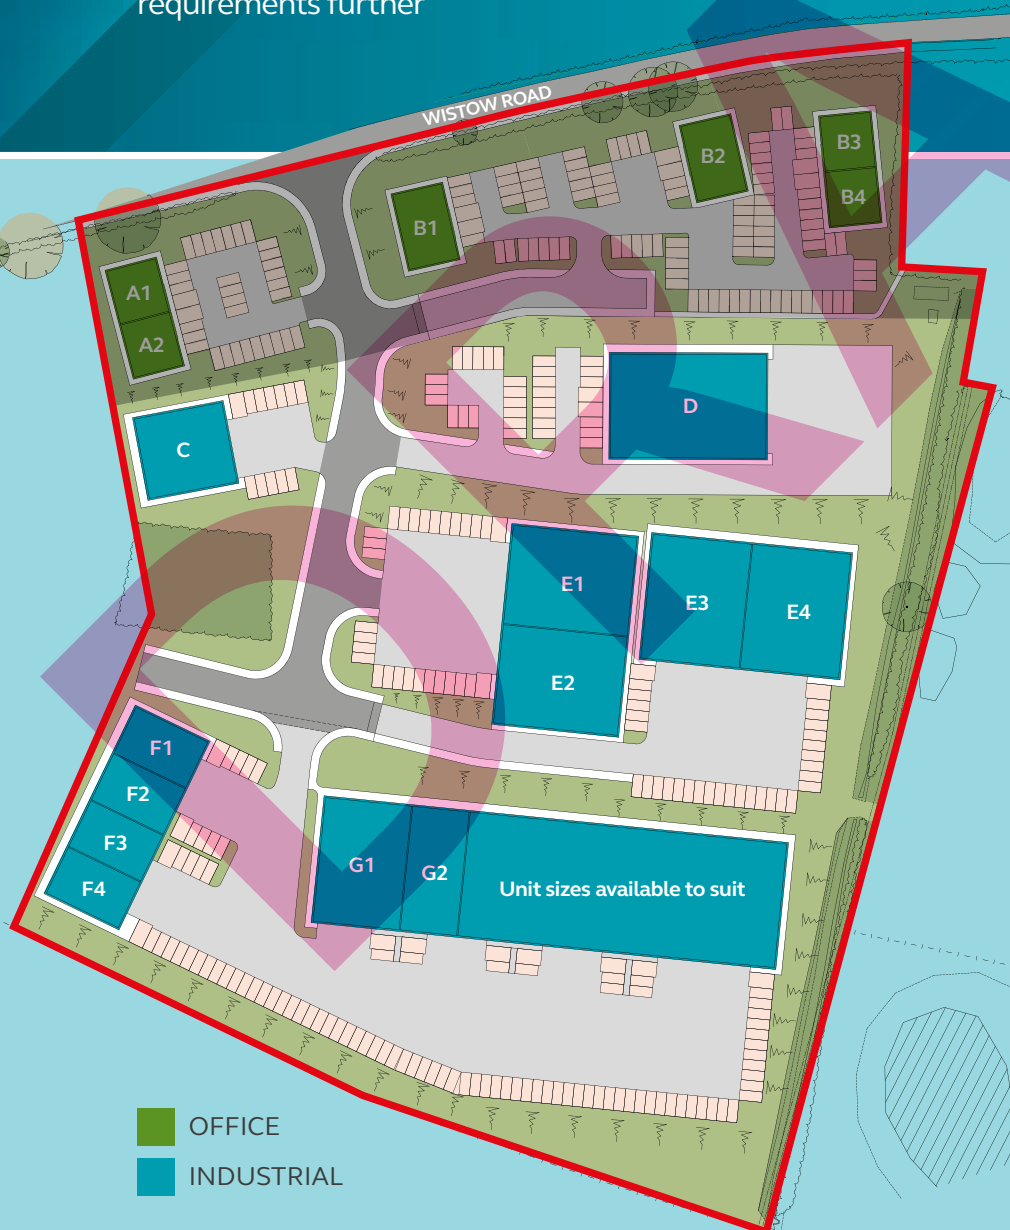 requirements further
WISTOW ROAD
B3
B2
B4
B1
A1
A2
D
C
E1
E3
E4
E2
F1
F2
F3
F4
G1
G2
Unit sizes available to suit
OFFICE
INDUSTRIAL